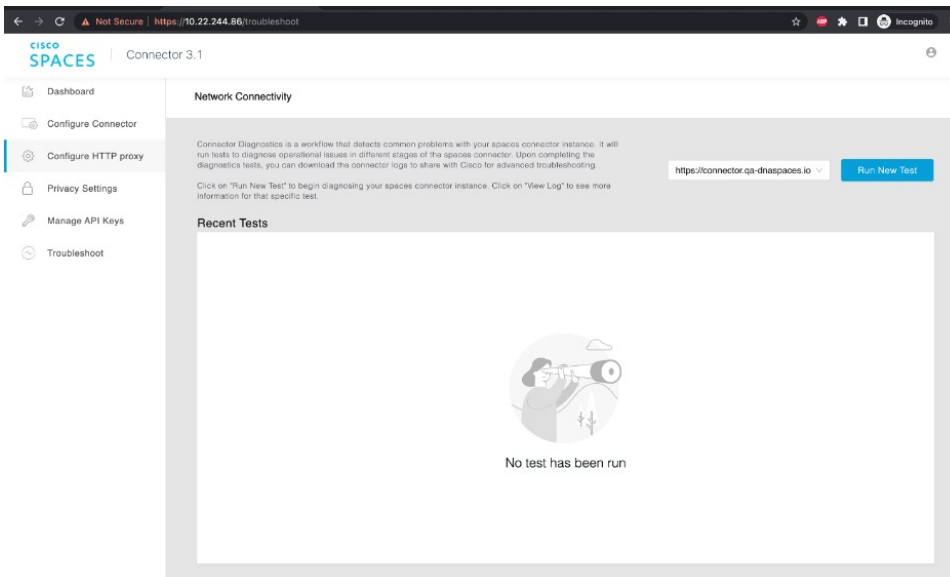 Not Secure https://10.22.244.86/troubleshoot Incognito
CISCO
SPACES Connector 3.1
Dashboard
Configure Connector
Configure HTTP proxy
Privacy Settings
Manage API Keys
Troubleshoot
Network Connectivity
Connector Diagnostics is a workflow that detects common problems with your spaces connector instance. It will
run tests to diagnose operational issues in different stages of the spaces connector. Upon completing the
diagnostics tests, you can download the connector logs to share with Cisco for advanced troubleshooting.
Click on "Run New Test" to begin diagnosing your spaces connector instance. Click on "View Log" to see more
information for that specific test.
https://connector.qa-dnaspaces.io Run New Test
Recent Tests
No test has been run